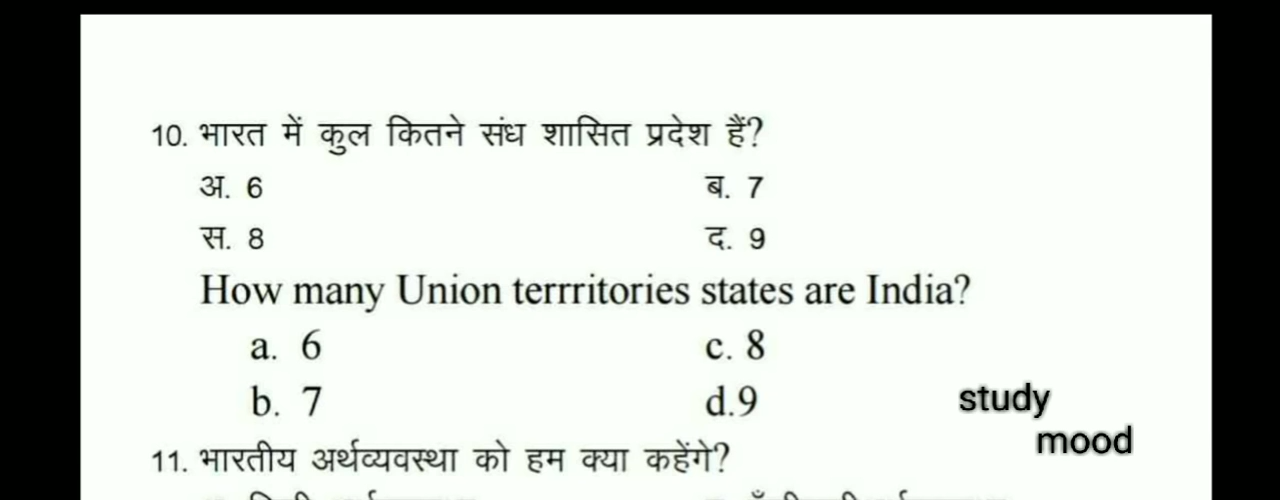 10. भारत में कुल कितने संध शासित प्रदेश हैं?
अ. 6 ब. 7
स. 8 द. 9
How many Union terrritories states are India?
a. 6 c. 8
b. 7 d.9
study
mood
11. भारतीय अर्थव्यवस्था को हम क्या कहेंगे?